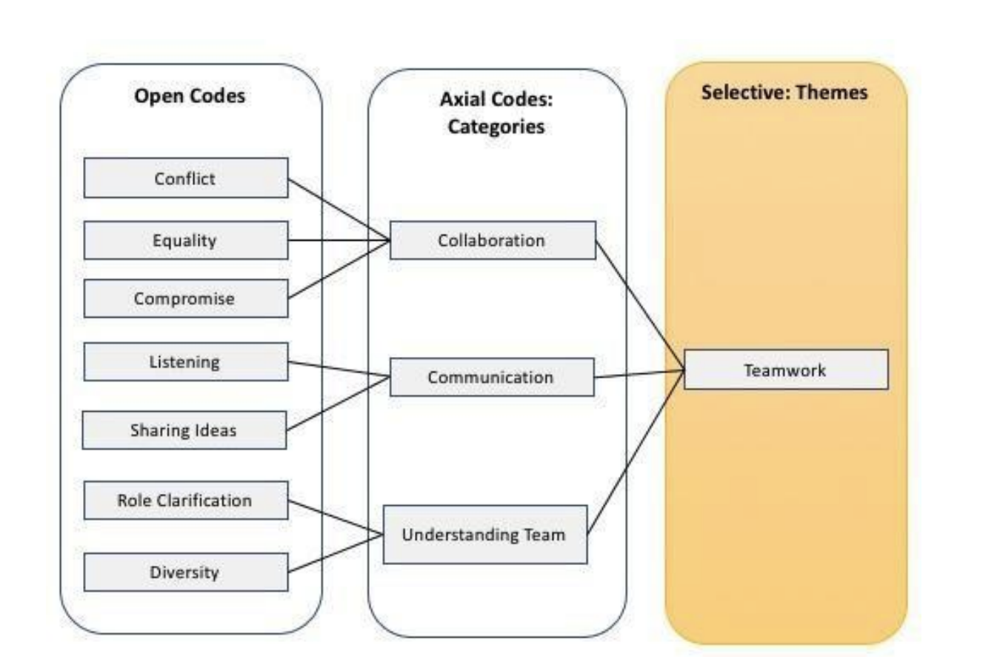 Open Codes
Conflict
Equality
Compromise
Listening
Sharing Ideas
Role Clarification
Diversity
Axial Codes:
Categories
Collaboration
Communication
Understanding Team
Selective: Themes
Teamwork